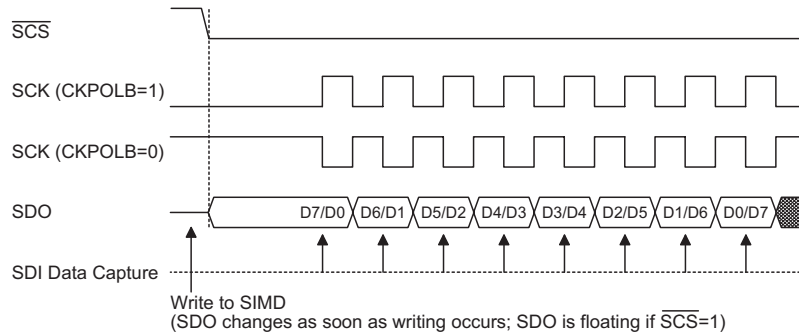 SCS
SCK (CKPOLB=1)
SCK (CKPOLB=0)
SDO D7/D0 D6/D1 D5/D2 D4/D3 D3/D4 D2/D5 D1/D6 D0/D7
SDI Data Capture
Write to SIMD
(SDO changes as soon as writing occurs; SDO is floating if SCS=1)